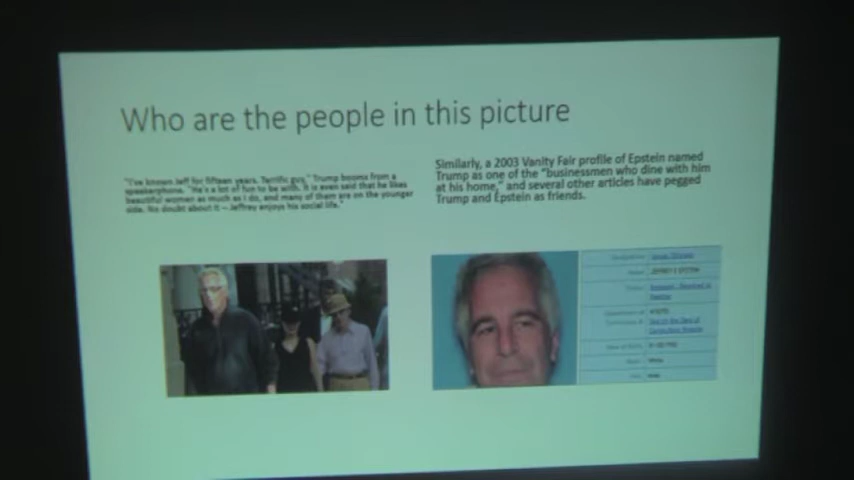 Who are the people in this picture
"I've known Jeff for fifteen years. Terrific guy," Trump booms from a
speakerphone. "He's a lot of fun to be with. It is even said that he likes
beautiful women as much as I do, and many of them are on the younger
side. No doubt about it – Jeffrey enjoys his social life."
Similarly, a 2003 Vanity Fair profile of Epstein named
Trump as one of the "businessmen who dine with him
at his home," and several other articles have pegged
Trump and Epstein as friends.
JEFFREY E EPSTEIN